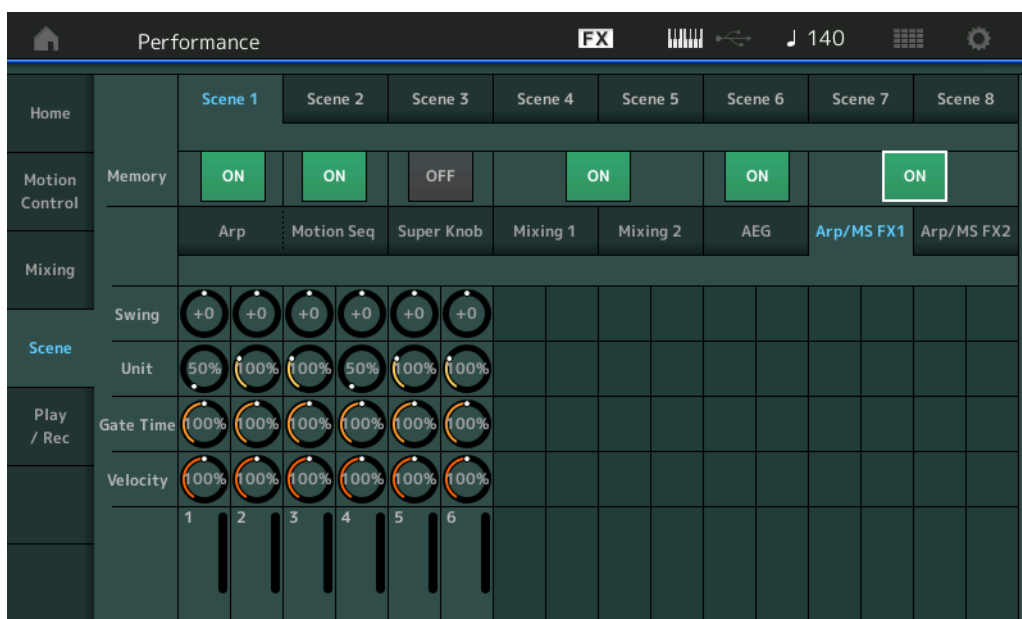 Performance FX 140
Scene 1 Scene 2 Scene 3 Scene 4 Scene 5 Scene 6 Scene 7 Scene 8
Home
Motion
Control
Mixing
Scene
Play
/ Rec
Memory ON ON OFF ON ON ON
Arp Motion Seq Super Knob Mixing 1 Mixing 2 AEG Arp/MS FX1 Arp/MS FX2
Swing +0 +0 +0 +0 +0 +0
Unit 50% 100% 100% 50% 100% 100%
Gate Time 100% 100% 100% 100% 100% 100%
Velocity 100% 100% 100% 100% 100% 100%
1 2 3 4 5 6